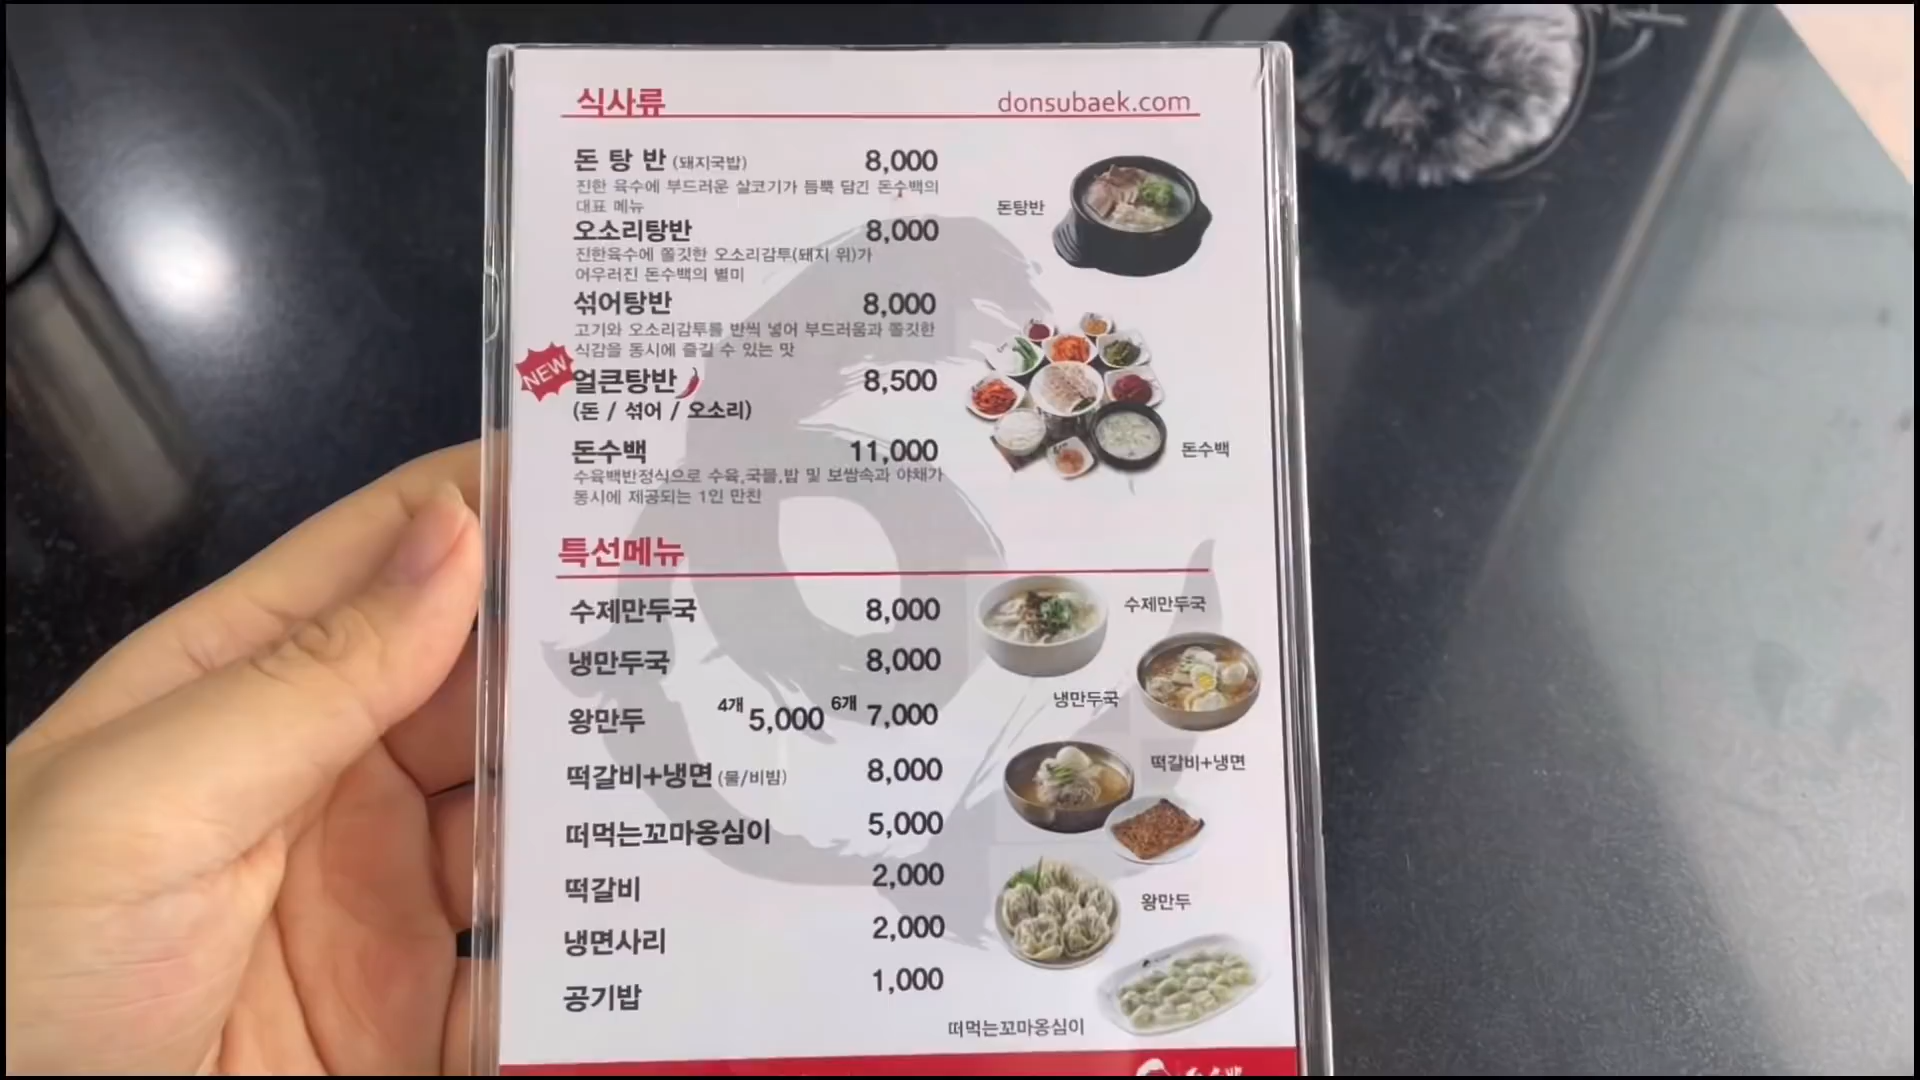 식사류
donsubaek.com
돈 탕 반 (돼지국밥) 8,000
진한 육수에 부드러운 살코기가 듬뿍 담긴 돈수백의
대표 메뉴
돈탕반
오소리탕반 8,000
진한육수에 쫄깃한 오소리감투(돼지 위)가
어우러진 돈수백의 별미
섞어탕반 8,000
고기와 오소리감투를 반씩 넣어 부드러움과 쫄깃한
식감을 동시에 즐길 수 있는 맛
NEW
얼큰탕반 8,500
(돈 / 섞어 / 오소리)
돈수백 11,000
수육백반정식으로 수육,국물,밥 및 보쌈속과 야채가
동시에 제공되는 1인 만찬
돈수백
특선메뉴
수제만두국 8,000
수제만두국
냉만두국 8,000
냉만두국
왕만두 4개 5,000 6개 7,000
떡갈비+냉면 (물/비빔) 8,000
떡갈비+냉면
떠먹는꼬마옹심이 5,000
떡갈비 2,000
왕만두
냉면사리 2,000
공기밥 1,000
떠먹는꼬마옹심이